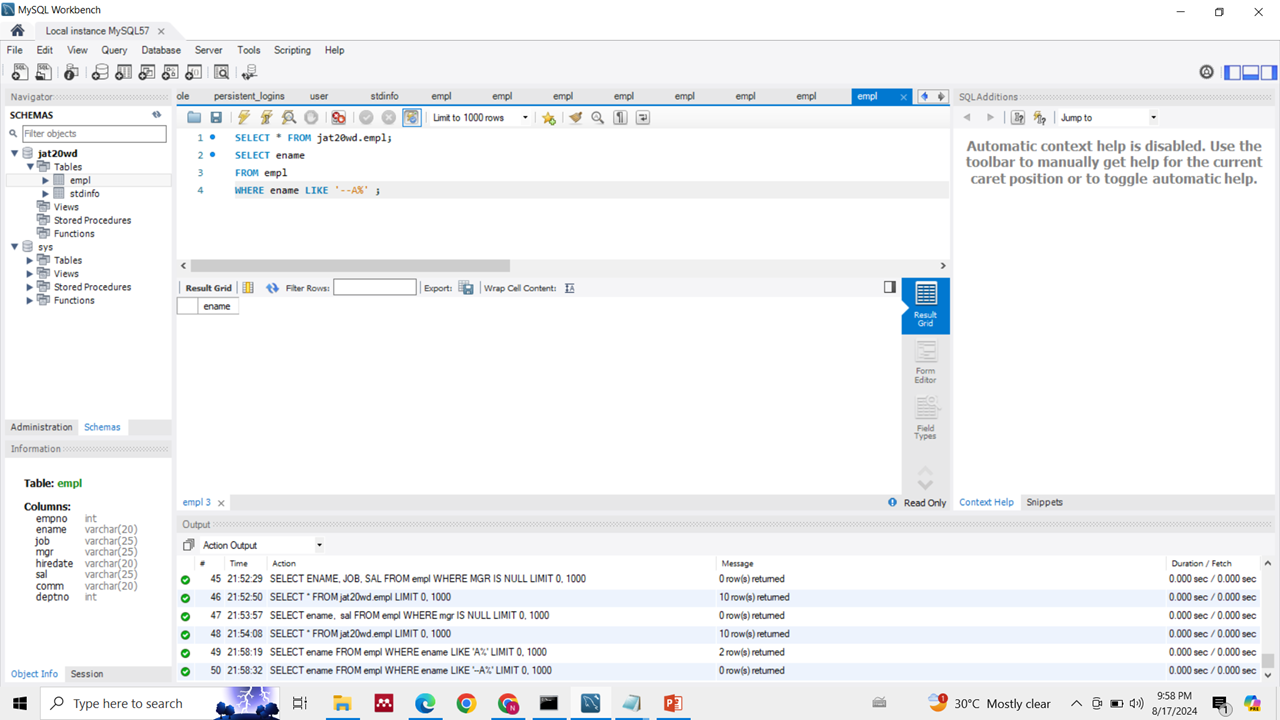 MySQL Workbench
Local instance MySQL57
File Edit View Query Database Server Tools Scripting Help
Navigator
SCHEMAS
Filter objects
jat20wd
Tables
empl
stdinfo
Views
Stored Procedures
Functions
sys
Tables
Views
Stored Procedures
Functions
Administration Schemas
Information
Table: empl
Columns:
empno int
ename varchar(20)
job varchar(25)
mgr varchar(25)
hiredate varchar(20)
sal varchar(25)
comm varchar(20)
deptno int
Object Info Session
ole persistent_logins user stdinfo empl empl empl empl empl empl empl empl
Limit to 1000 rows
1 SELECT * FROM jat20wd.empl;
2 SELECT ename
3 FROM empl
4 WHERE ename LIKE '--A%' ;
Result Grid Filter Rows: Export: Wrap Cell Content:
ename
Result Grid
Form Editor
Field Types
empl 3
Read Only
SQLAdditions
Jump to
Automatic context help is disabled. Use the
toolbar to manually get help for the current
caret position or to toggle automatic help.
Context Help Snippets
Output
Action Output
# Time Action Message Duration / Fetch
45 21:52:29 SELECT ENAME, JOB, SAL FROM empl WHERE MGR IS NULL LIMIT 0, 1000 0 row(s) returned 0.000 sec / 0.000 sec
46 21:52:50 SELECT * FROM jat20wd.empl LIMIT 0, 1000 10 row(s) returned 0.000 sec / 0.000 sec
47 21:53:57 SELECT ename, sal FROM empl WHERE mgr IS NULL LIMIT 0, 1000 0 row(s) returned 0.000 sec / 0.000 sec
48 21:54:08 SELECT * FROM jat20wd.empl LIMIT 0, 1000 10 row(s) returned 0.000 sec / 0.000 sec
49 21:58:19 SELECT ename FROM empl WHERE ename LIKE 'A%' LIMIT 0, 1000 2 row(s) returned 0.000 sec / 0.000 sec
50 21:58:32 SELECT ename FROM empl WHERE ename LIKE '--A%' LIMIT 0, 1000 0 row(s) returned 0.000 sec / 0.000 sec
Type here to search
30°C Mostly clear
9:58 PM
8/17/2024
1